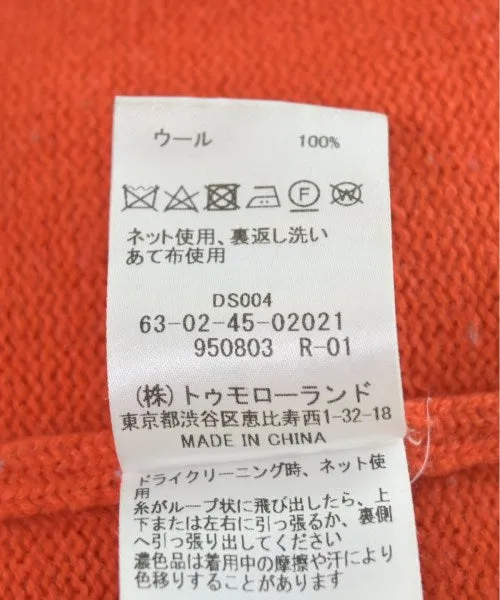 ウール 100%
F W
ネット使用、裏返し洗い
あて布使用
DS004
63-02-45-02021
950803 R-01
(株)トゥモローランド
東京都渋谷区恵比寿西1-32-18
MADE IN CHINA
ドライクリーニング時、ネット使
用
糸がループ状に飛び出したら、上
下または左右に引っ張るか、裏側
へ引っ張り出してください
濃色品は着用中の摩擦や汗により
色移りすることがあります